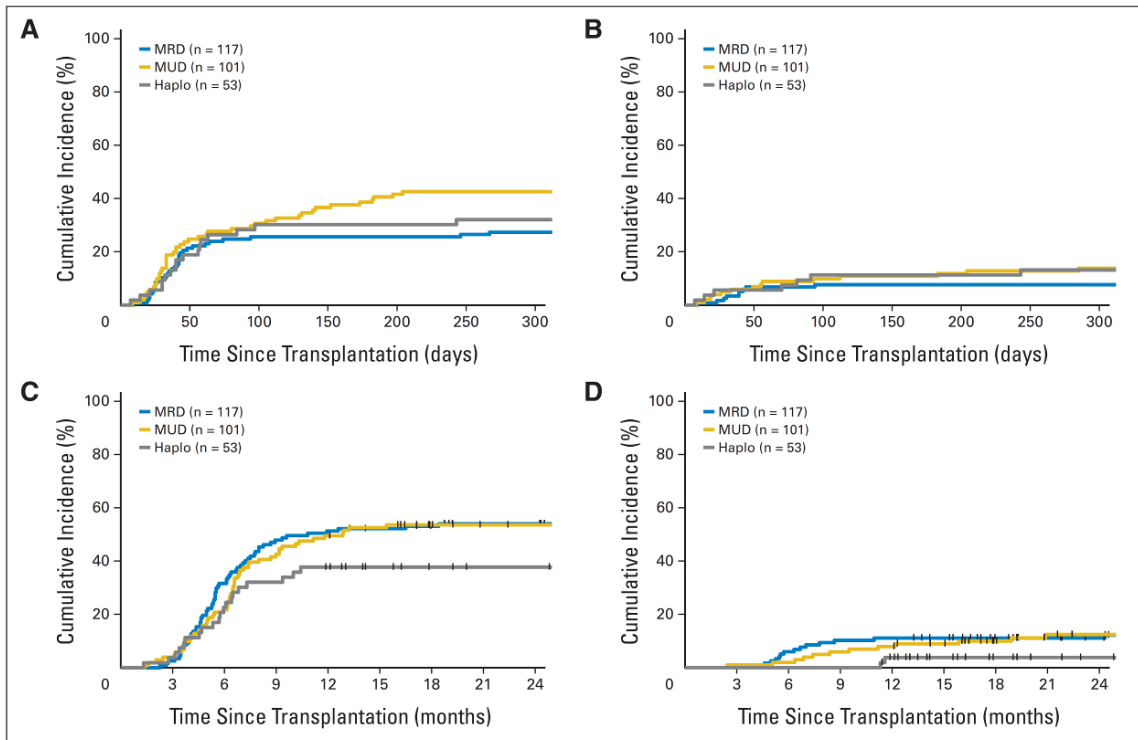 A
Cumulative Incidence (%)
100
80
60
40
20
0
MRD (n = 117)
MUD (n = 101)
Haplo (n = 53)
50 100 150 200 250 300
Time Since Transplantation (days)
B
Cumulative Incidence (%)
100
80
60
40
20
0
MRD (n = 117)
MUD (n = 101)
Haplo (n = 53)
50 100 150 200 250 300
Time Since Transplantation (days)
C
Cumulative Incidence (%)
100
80
60
40
20
0
MRD (n = 117)
MUD (n = 101)
Haplo (n = 53)
3 6 9 12 15 18 21 24
Time Since Transplantation (months)
D
Cumulative Incidence (%)
100
80
60
40
20
0
MRD (n = 117)
MUD (n = 101)
Haplo (n = 53)
3 6 9 12 15 18 21 24
Time Since Transplantation (months)